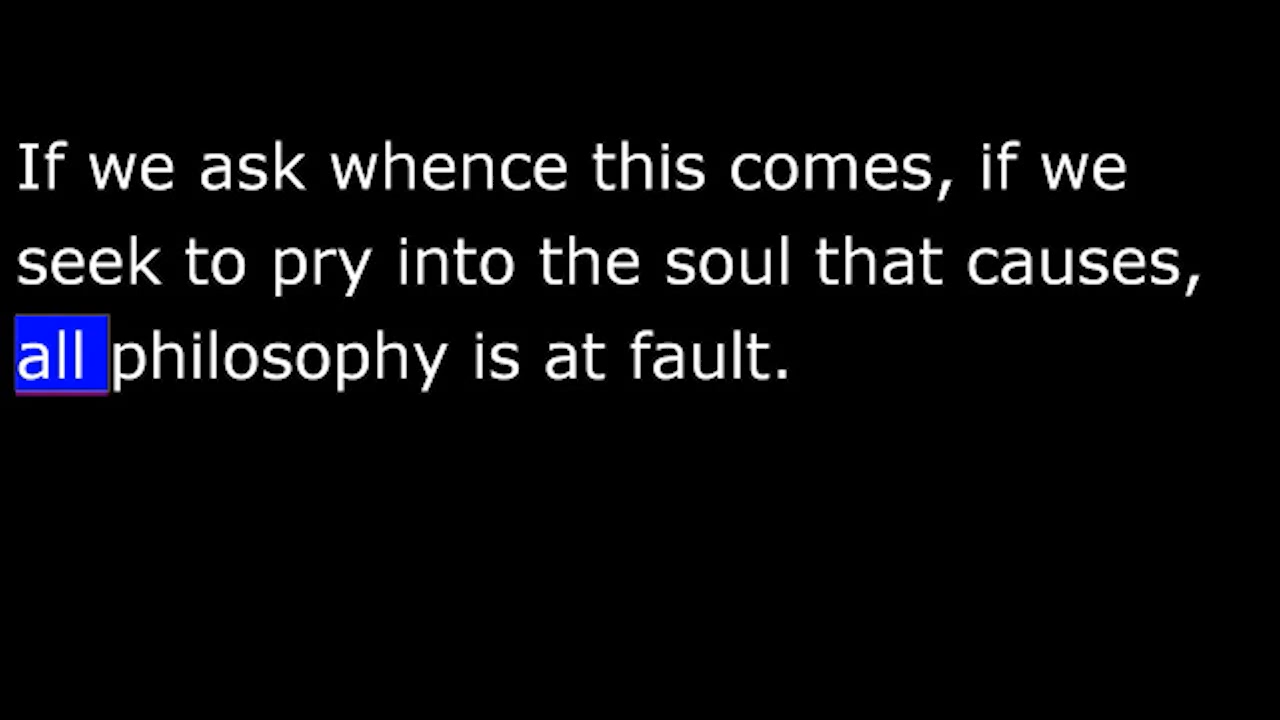 If we ask whence this comes, if we
seek to pry into the soul that causes,
all philosophy is at fault.